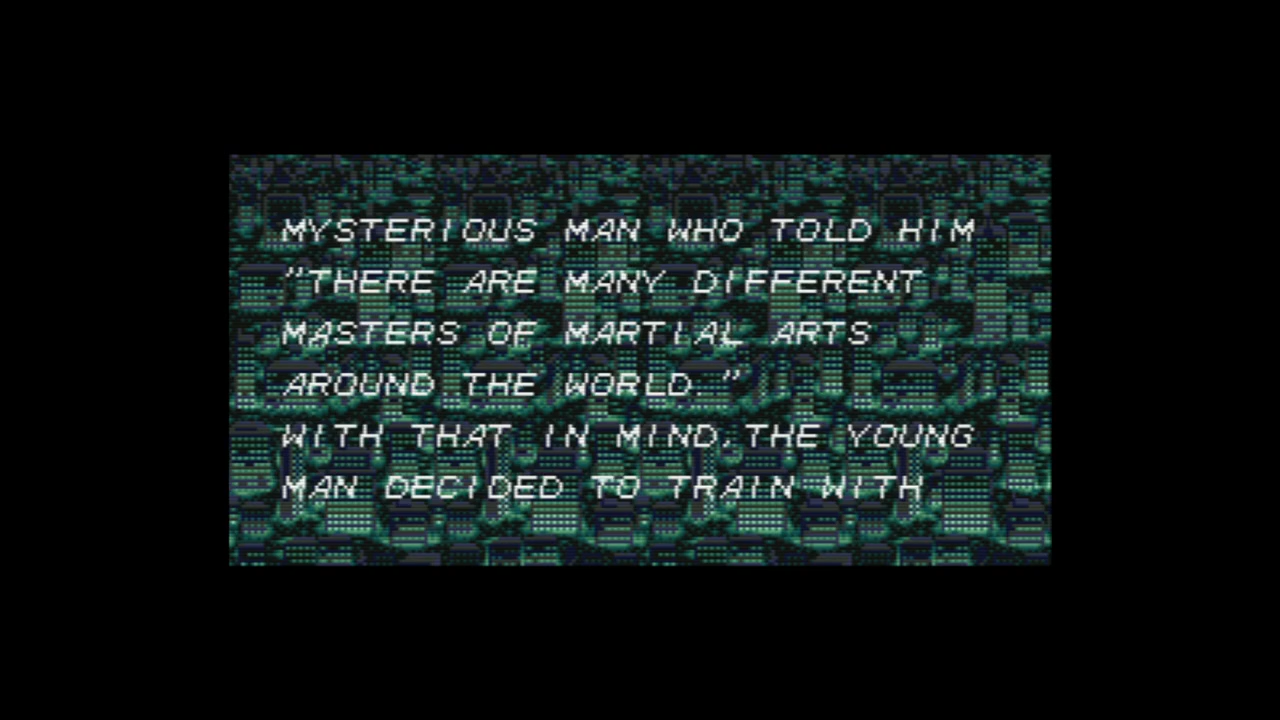 MYSTERIOUS MAN WHO TOLD HIM
"THERE ARE MANY DIFFERENT
MASTERS OF MARTIAL ARTS
AROUND THE WORLD."
WITH THAT IN MIND,THE YOUNG
MAN DECIDED TO TRAIN WITH